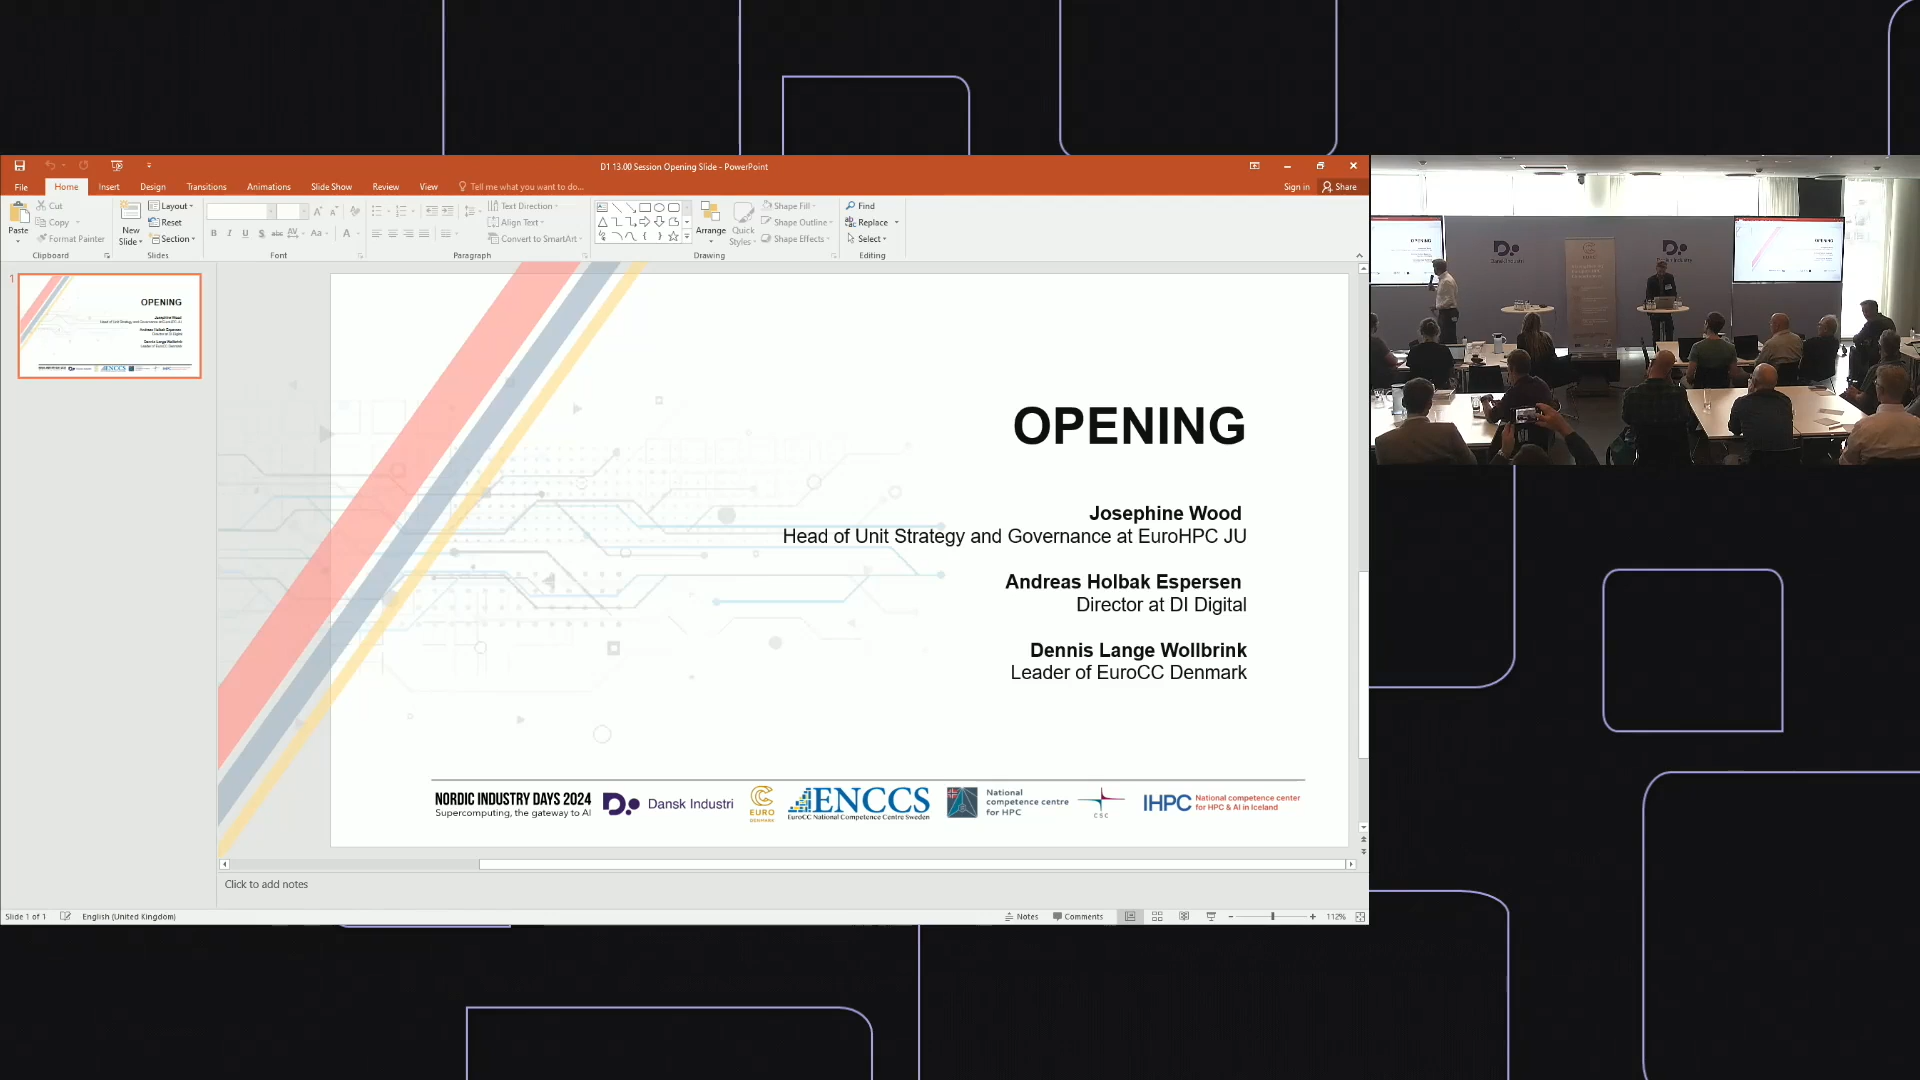 D1 13.00 Session Opening Slide - PowerPoint
File
Home
Insert
Design
Transitions
Animations
Slide Show
Review
View
Tell me what you want to do...
Sign in
Share
Paste
Cut
Copy
Format Painter
Clipboard
New Slide
Layout
Reset
Section
Slides
Font
Text Direction
Align Text
Convert to SmartArt
Paragraph
Arrange
Quick Styles
Shape Fill
Shape Outline
Shape Effects
Drawing
Find
Replace
Select
Editing
1
OPENING
Josephine Wood
Head of Unit Strategy and Governance at EuroHPC JU
Andreas Holbak Espersen
Director at DI Digital
Dennis Lange Wollbrink
Leader of EuroCC Denmark
NORDIC INDUSTRY DAYS 2024
Supercomputing, the gateway to AI
Dansk Industri
EURO
DENMARK
ENCCS
EuroCC National Competence Centre Sweden
National
competence centre
for HPC
CSC
IHPC
National competence center
for HPC & AI in Iceland
Click to add notes
Slide 1 of 1
English (United Kingdom)
Notes
Comments
112%